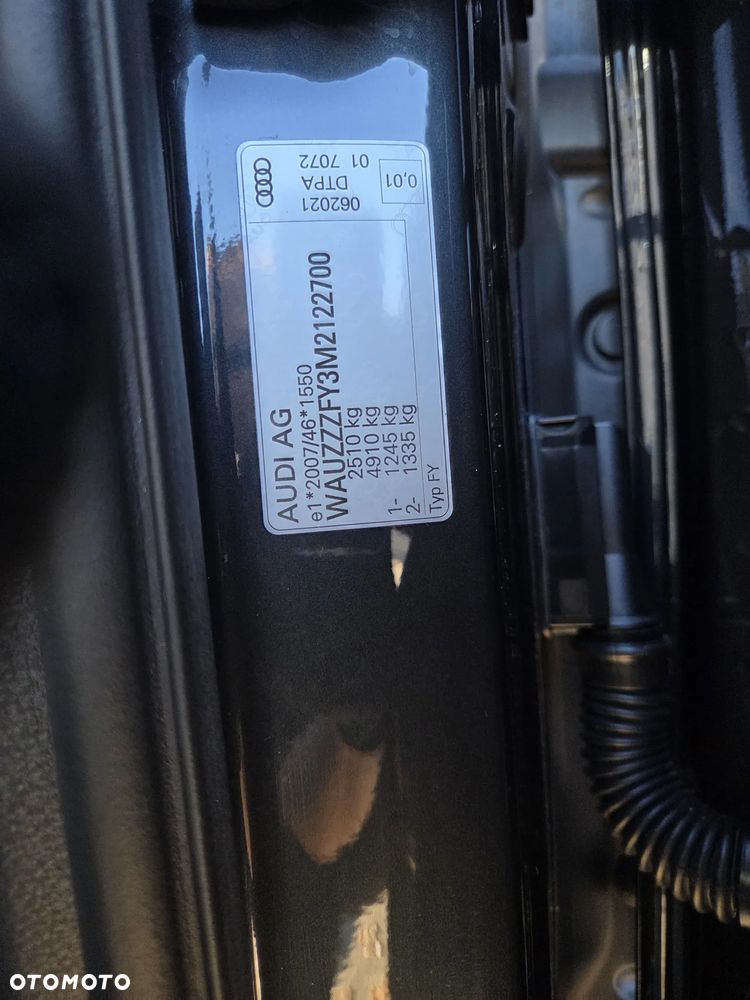 AUDI AG
e1*2007/46*1550
WAUZZZFY3M2122700
2510 kg
4910 kg
1- 1245 kg
2- 1335 kg
Typ FY
062021
DTPA
01 7072
0,01
OTOMOTO